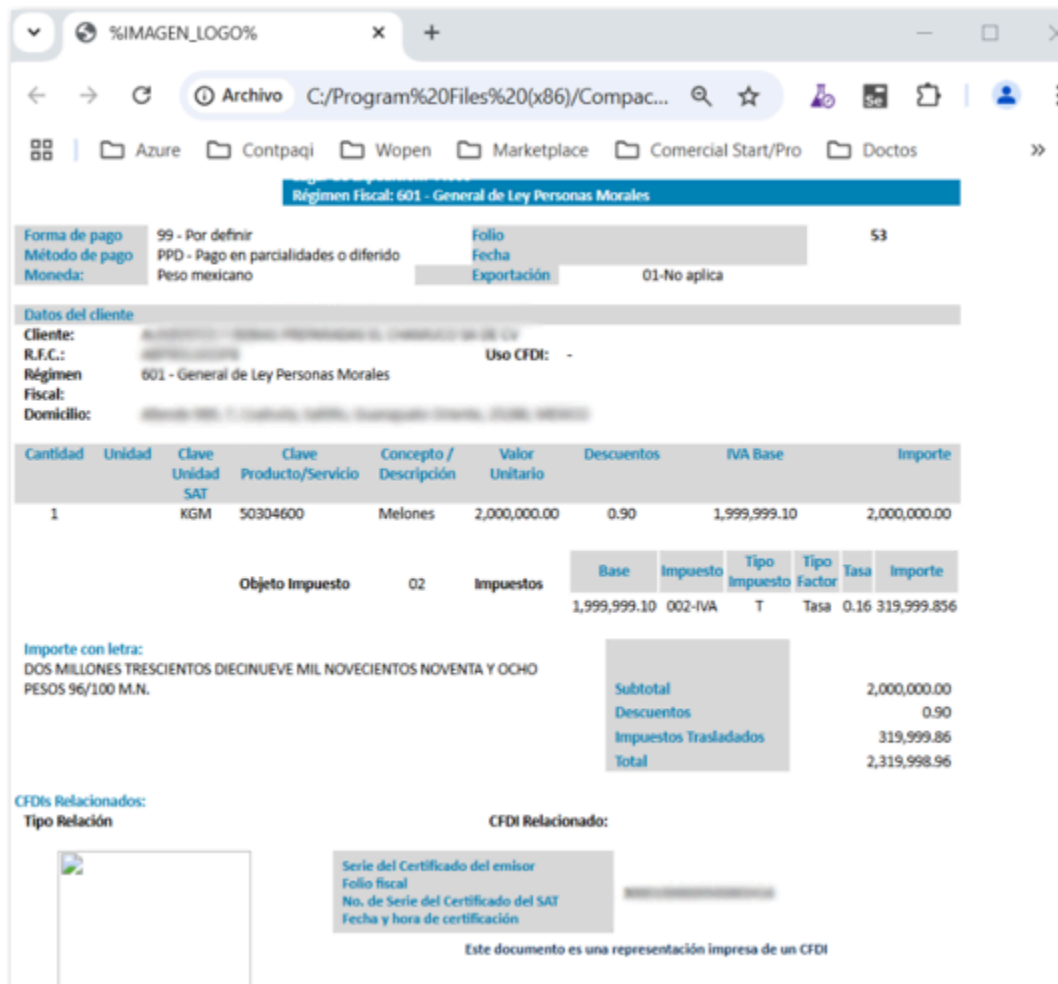 %IMAGEN_LOGO%
Archivo C:/Program%20Files%20(x86)/Compac...
Azure Contpaqi Wopen Marketplace Comercial Start/Pro Doctos
Régimen Fiscal: 601 - General de Ley Personas Morales
Forma de pago 99 - Por definir Folio 53
Método de pago PPD - Pago en parcialidades o diferido Fecha
Moneda: Peso mexicano Exportación 01-No aplica
Datos del cliente
Cliente:
R.F.C.: Uso CFDI: -
Régimen 601 - General de Ley Personas Morales
Fiscal:
Domicilio:
Cantidad Unidad Clave Clave Concepto / Valor Descuentos IVA Base Importe
Unidad Producto/Servicio Descripción Unitario
SAT
1 KGM 50304600 Melones 2,000,000.00 0.90 1,999,999.10 2,000,000.00
Base Impuesto Tipo Tipo Tasa Importe
Impuesto Factor
Objeto Impuesto 02 Impuestos
1,999,999.10 002-IVA T Tasa 0.16 319,999.856
Importe con letra:
DOS MILLONES TRESCIENTOS DIECINUEVE MIL NOVECIENTOS NOVENTA Y OCHO
PESOS 96/100 M.N.
Subtotal 2,000,000.00
Descuentos 0.90
Impuestos Trasladados 319,999.86
Total 2,319,998.96
CFDIs Relacionados:
Tipo Relación CFDI Relacionado:
Serie del Certificado del emisor
Folio fiscal
No. de Serie del Certificado del SAT
Fecha y hora de certificación
Este documento es una representación impresa de un CFDI